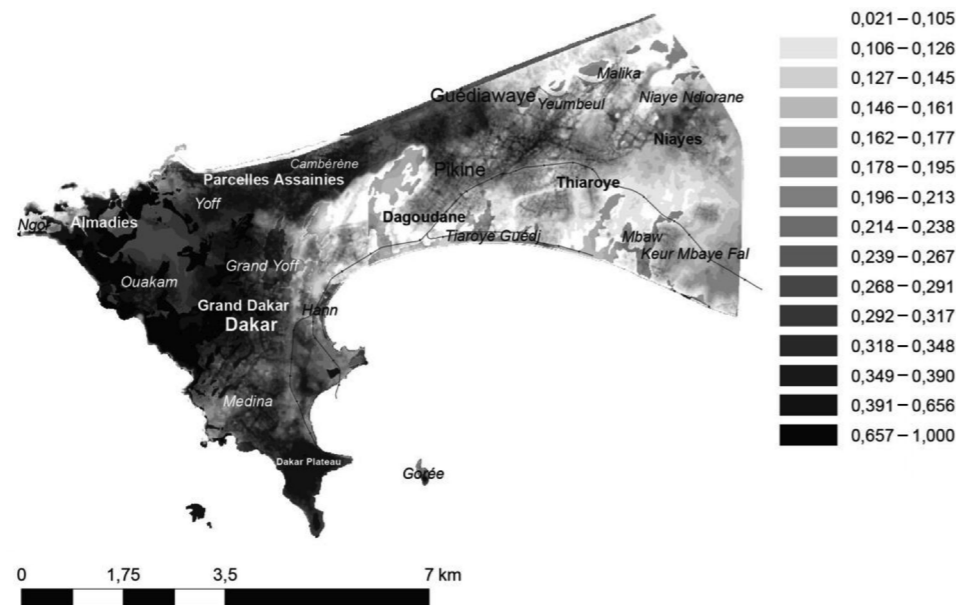 0,021 – 0,105
0,106 – 0,126
0,127 – 0,145
0,146 – 0,161
0,162 – 0,177
0,178 – 0,195
0,196 – 0,213
0,214 – 0,238
0,239 – 0,267
0,268 – 0,291
0,292 – 0,317
0,318 – 0,348
0,349 – 0,390
0,391 – 0,656
0,657 – 1,000
Malika
Guédiawaye
Yeumbeul
Niaye Ndiorane
Niayes
Cambérène
Pikine
Parcelles Assainies
Thiaroye
Yoff
Dagoudane
Ngor
Almadies
Tiaroye Guedj
Mbaw
Keur Mbaye Fal
Grand Yoff
Ouakam
Grand Dakar
Hann
Dakar
Medina
Dakar Plateau
Gorée
0 1,75 3,5 7 km